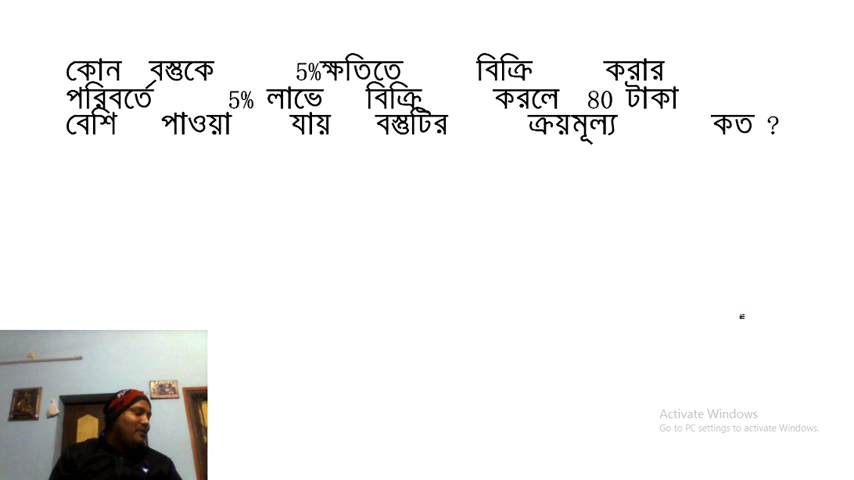 কোন বস্তুকে 5%ক্ষতিতে বিক্রি করার
পরিবর্তে 5% লাভে বিক্রি করলে 80 টাকা
বেশি পাওয়া যায় বস্তুটির ক্রয়মূল্য কত ?
Activate Windows
Go to PC settings to activate Windows.